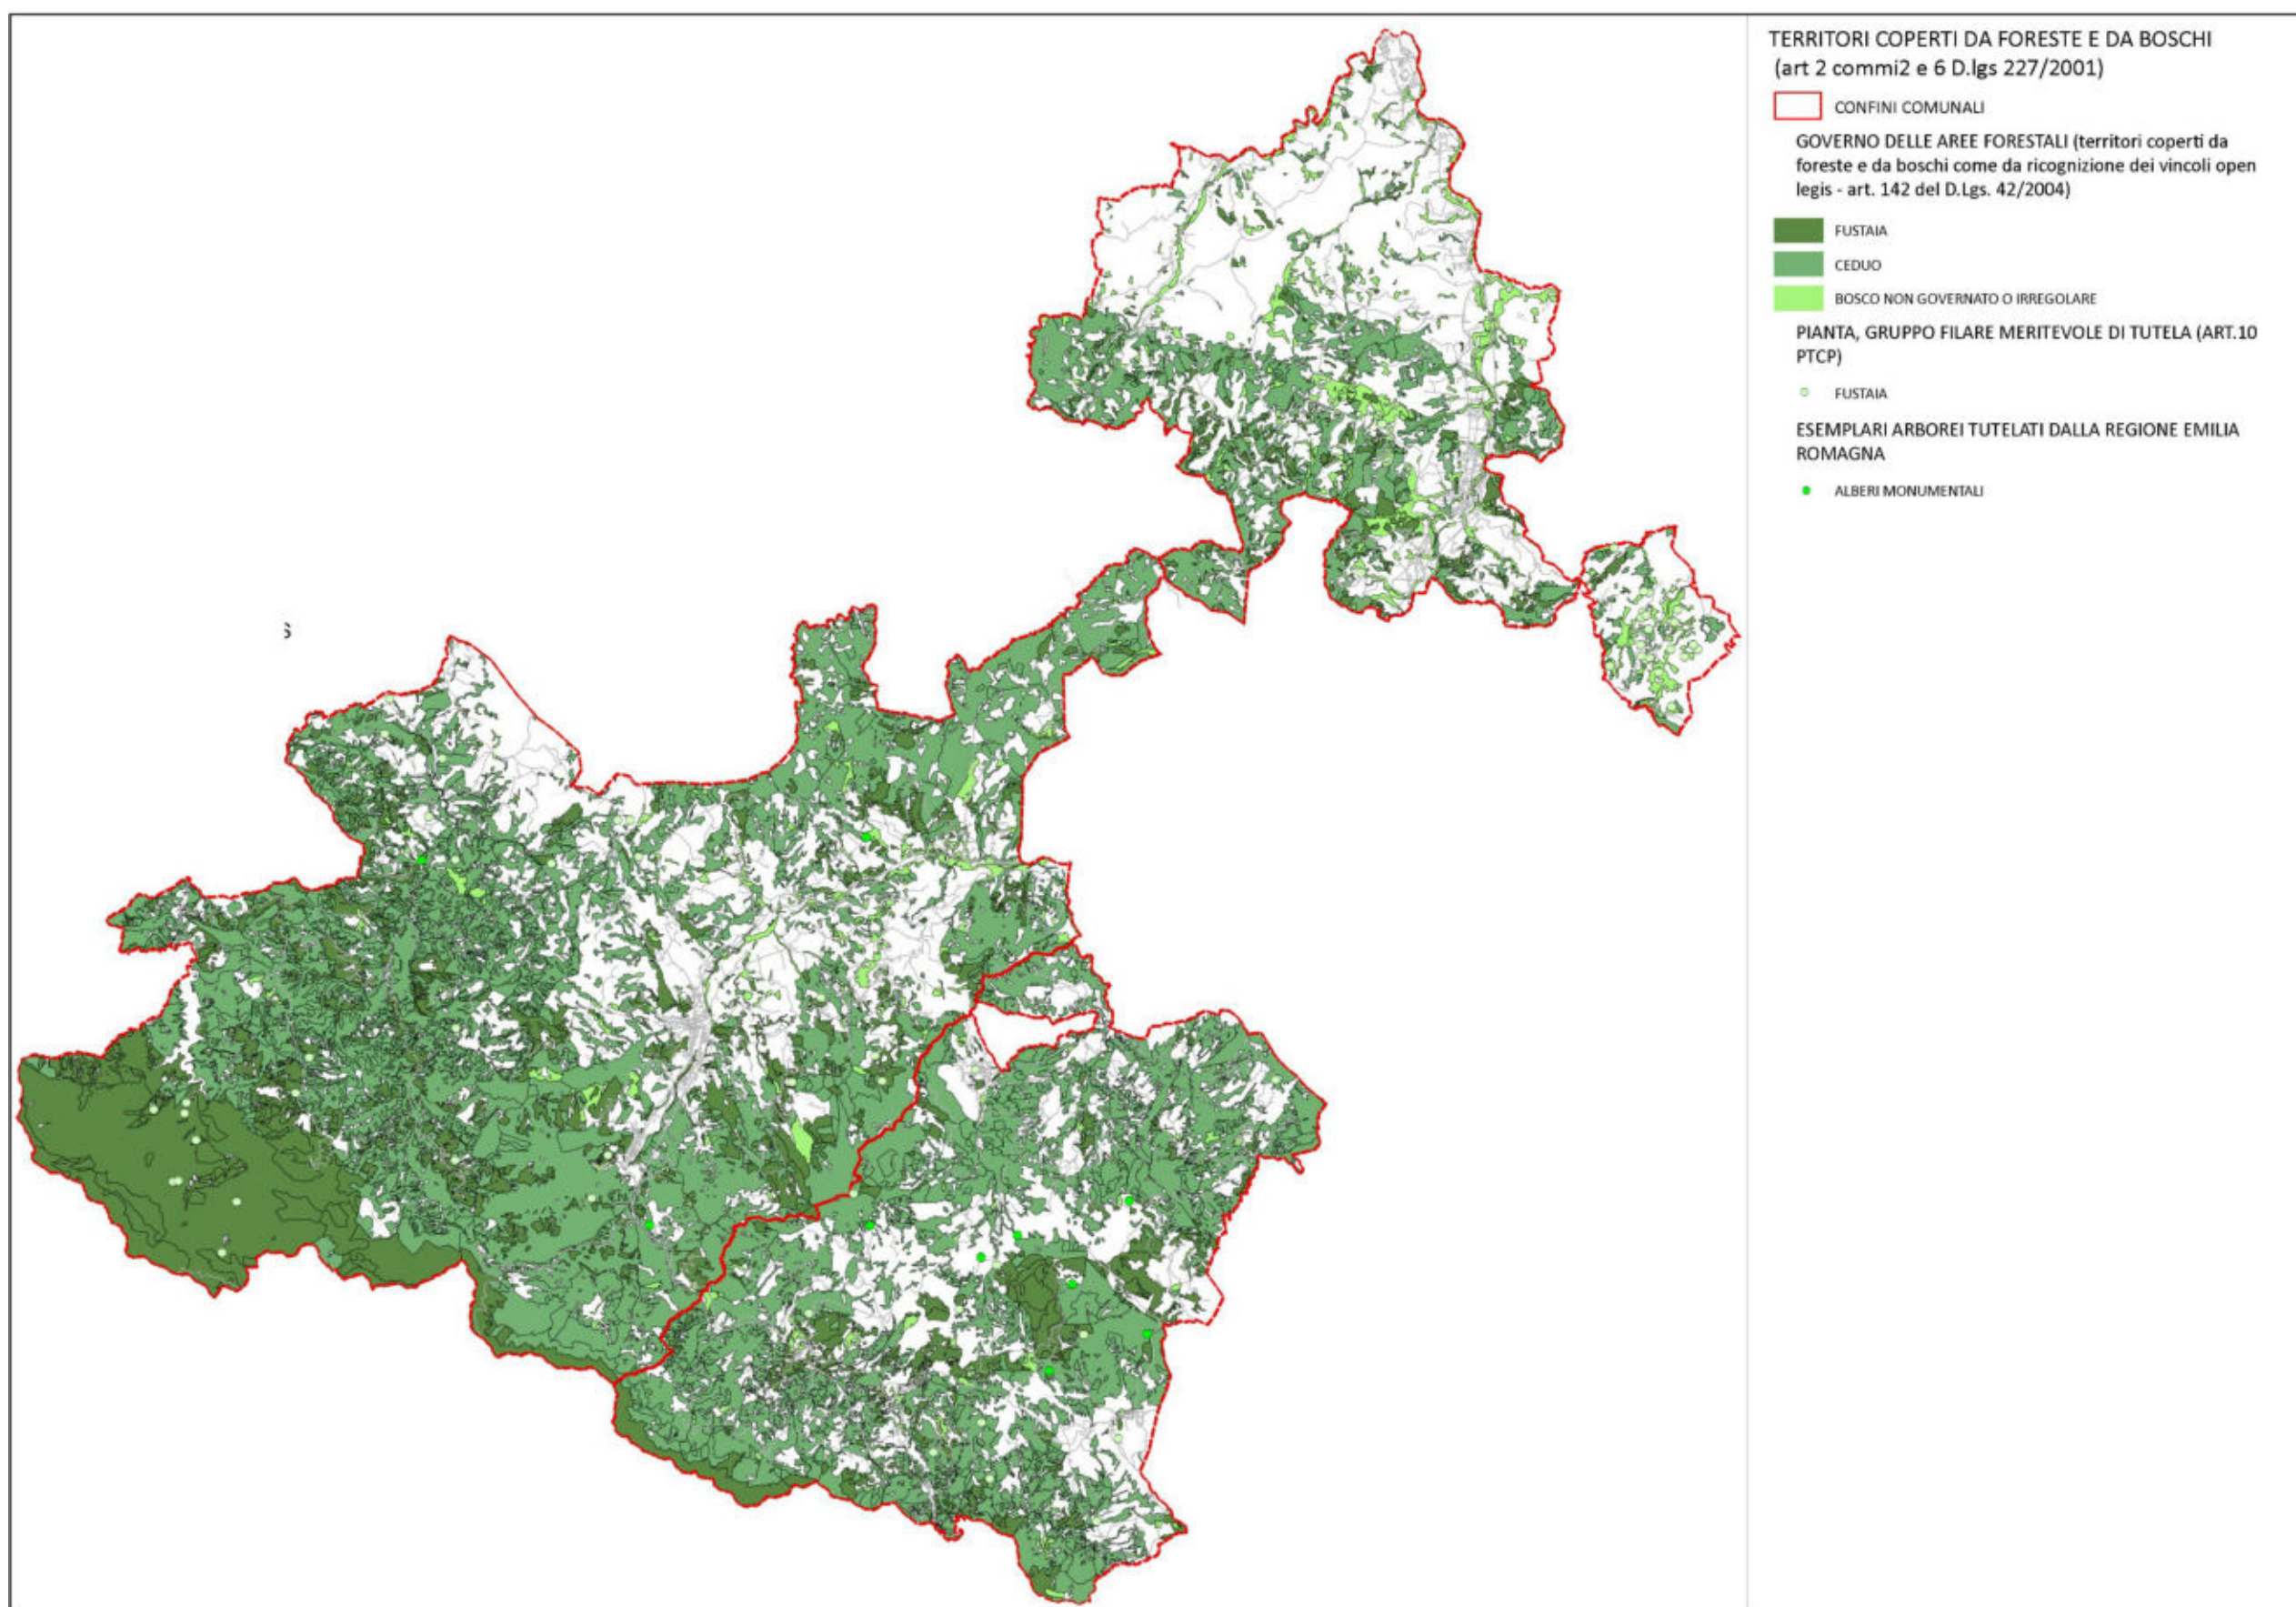 TERRITORI COPERTI DA FORESTE E DA BOSCHI
(art 2 commi2 e 6 D.lgs 227/2001)
CONFINI COMUNALI
GOVERNO DELLE AREE FORESTALI (territori coperti da
foreste e da boschi come da ricognizione dei vincoli open
legis - art. 142 del D.Lgs. 42/2004)
FUSTAIA
CEDUO
BOSCO NON GOVERNATO O IRREGOLARE
PIANTA, GRUPPO FILARE MERITEVOLE DI TUTELA (ART.10
PTCP)
FUSTAIA
ESEMPLARI ARBOREI TUTELATI DALLA REGIONE EMILIA
ROMAGNA
ALBERI MONUMENTALI